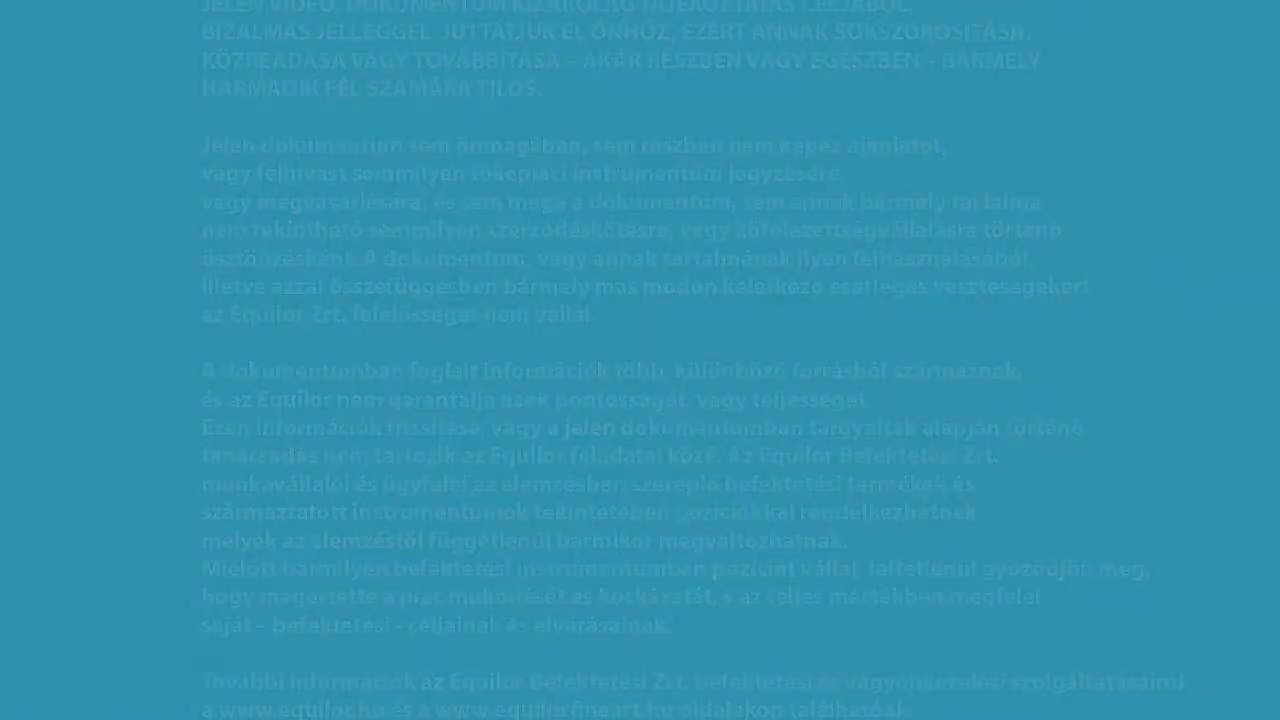 JELEN VIDEÓ, DOKUMENTUM KIZÁRÓLAG TÁJÉKOZTATÁS CÉLJÁBÓL,
BIZALMAS JELLEGGEL JUTTATJUK EL ÖNHÖZ, EZÉRT ANNAK SOKSZOROSÍTÁSA,
KÖZREADÁSA VAGY TOVÁBBÍTÁSA – AKÁR RÉSZBEN VAGY EGÉSZBEN – BÁRMELY
HARMADIK FÉL SZÁMÁRA TILOS.
Jelen dokumentum sem önmagában, sem részben nem képez ajánlatot,
vagy felhívást semmilyen tőkepiaci instrumentum jegyzésére,
vagy megvásárlására, és sem maga a dokumentum, sem annak bármely tartalma
nem tekinthető semmilyen szerződéskötésre, vagy kötelezettségvállalásra történő
ösztönzésként. A dokumentum, vagy annak tartalmának ilyen felhasználásából,
illetve azzal összefüggésben bármely más módon keletkező esetleges veszteségekért
az Equilor Zrt. felelősséget nem vállal.
A dokumentumban foglalt információk több, különböző forrásból származnak,
és az Equilor nem garantálja azok pontosságát, vagy teljességét.
Ezen információk frissítése, vagy a jelen dokumentumban tárgyaltak alapján történő
tanácsadás nem tartozik az Equilor feladatai közé. Az Equilor Befektetési Zrt.
munkavállalói és ügyfelei az elemzésben szereplő befektetési termékek és
származtatott instrumentumok tekintetében pozíciókkal rendelkezhetnek
melyek az elemzéstől függetlenül bármikor megváltozhatnak.
Mielőtt bármilyen befektetési instrumentumban pozíciót vállal, feltétlenül győződjön meg,
hogy megértette a piac működését és kockázatát, s az teljes mértékben megfelel
saját – befektetési – céljainak és elvárásainak.
További információk az Equilor Befektetési Zrt. befektetési és vagyonkezelési szolgáltatásairól
a www.equilor.hu és a www.equilorfineart.hu oldalakon találhatóak.